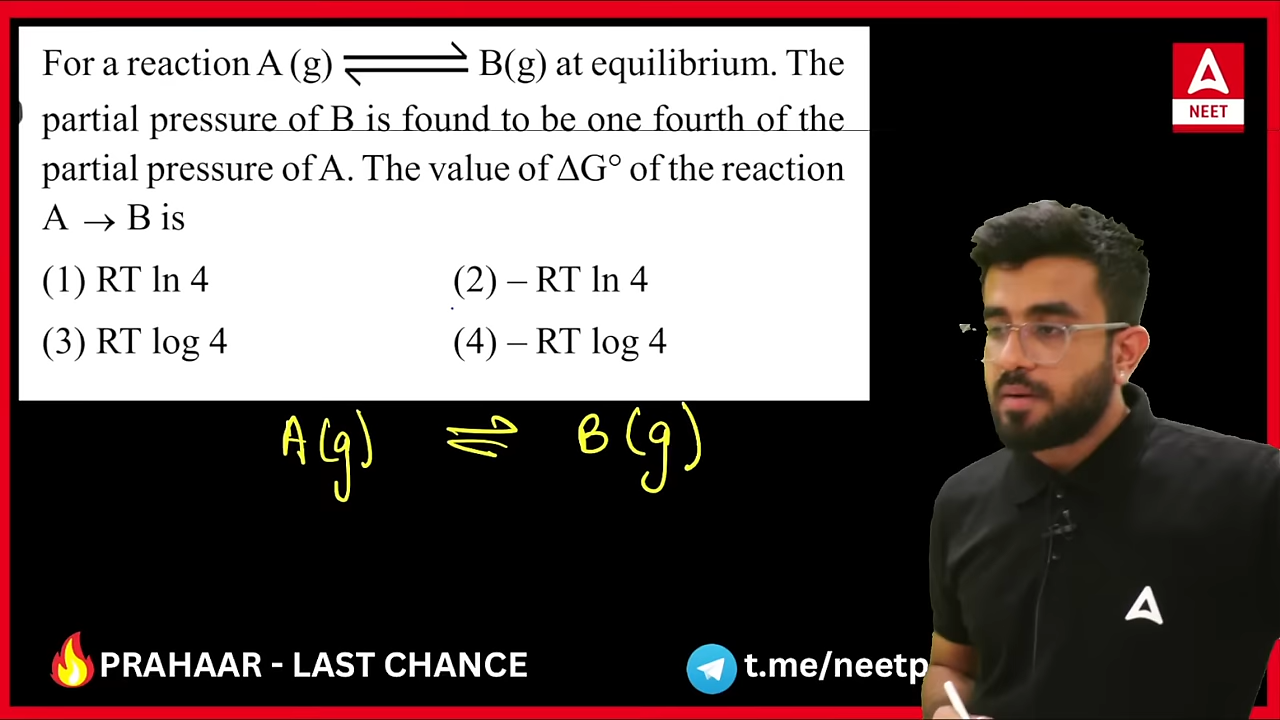 For a reaction A (g) ⇌ B(g) at equilibrium. The
partial pressure of B is found to be one fourth of the
partial pressure of A. The value of ΔG° of the reaction
A → B is
(1) RT ln 4 (2) – RT ln 4
(3) RT log 4 (4) – RT log 4
A(g) ⇌ B(g)
A
NEET
A
PRAHAAR - LAST CHANCE
t.me/neetp